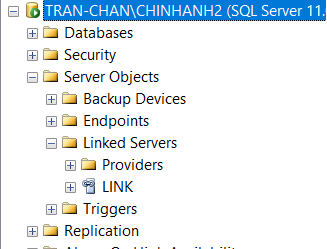 TRAN-CHAN\CHINHANH2 (SQL Server 11.
Databases
Security
Server Objects
Backup Devices
Endpoints
Linked Servers
Providers
LINK
Triggers
Replication